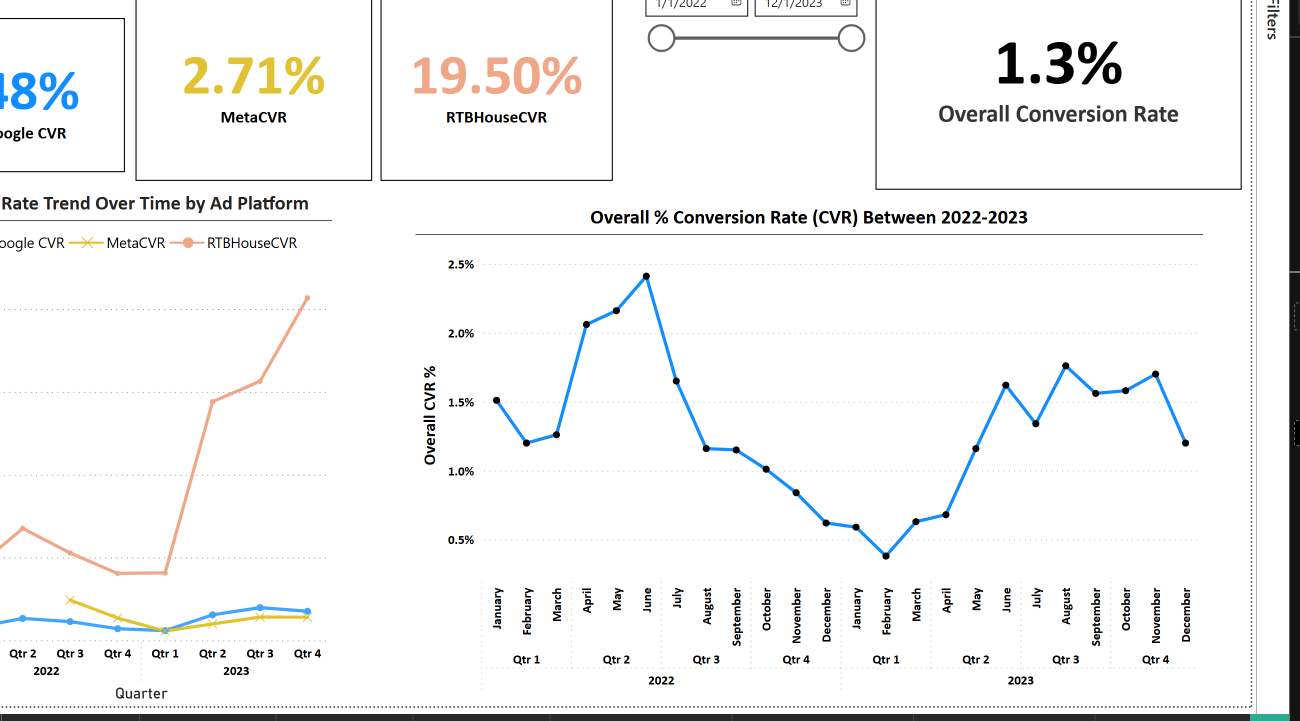 1/1/2022
12/1/2023
Filters
48%
oogle CVR
2.71%
MetaCVR
19.50%
RTBHouseCVR
1.3%
Overall Conversion Rate
Rate Trend Over Time by Ad Platform
oogle CVR MetaCVR RTBHouseCVR
Qtr 2 Qtr 3 Qtr 4 Qtr 1 Qtr 2 Qtr 3 Qtr 4
2022 2023
Quarter
Overall % Conversion Rate (CVR) Between 2022-2023
Overall CVR %
2.5%
2.0%
1.5%
1.0%
0.5%
January February March April May June July August September October November December January February March April May June July August September October November December
Qtr 1 Qtr 2 Qtr 3 Qtr 4 Qtr 1 Qtr 2 Qtr 3 Qtr 4
2022 2023